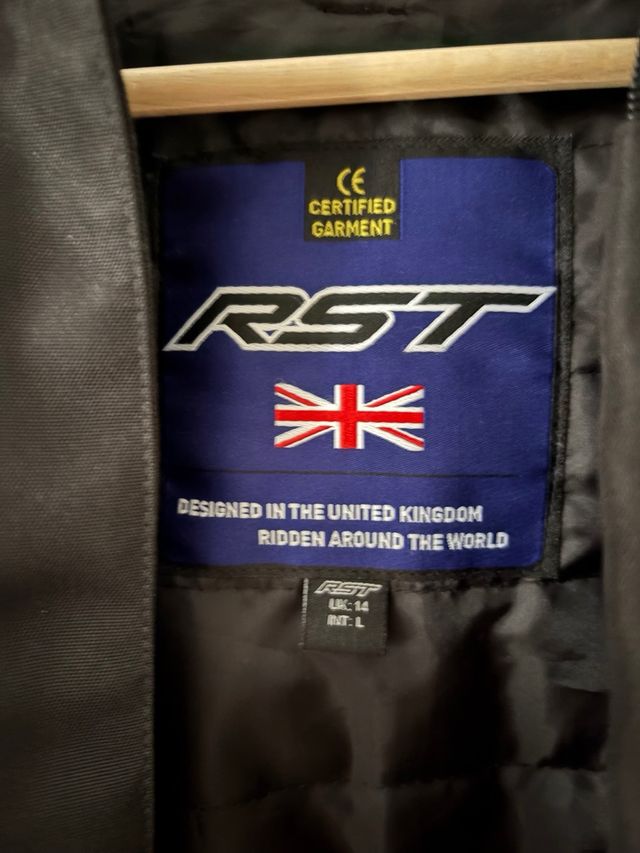 CE
CERTIFIED
GARMENT
RST
DESIGNED IN THE UNITED KINGDOM
RIDDEN AROUND THE WORLD
RST
UK: 14
INT: L